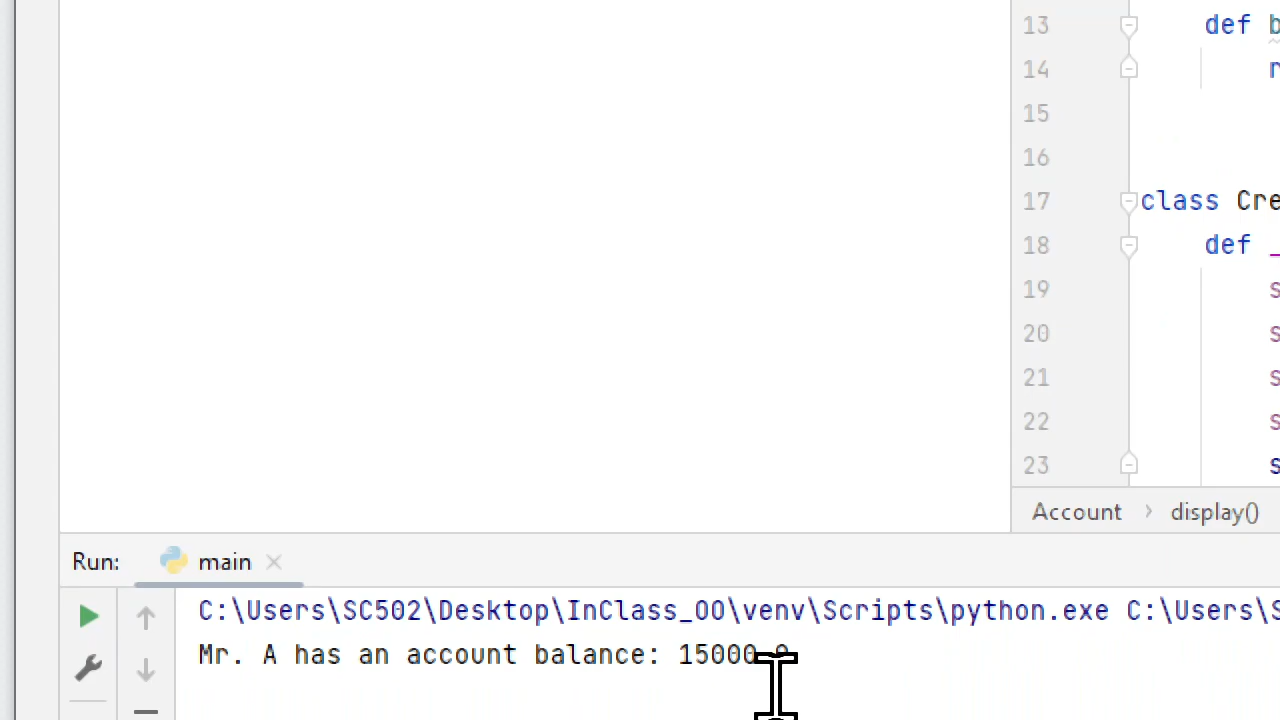 13 def b
14 r
15
16
17 class Cre
18 def _
19 s
20 s
21 s
22 s
23 s
Account › display()
Run: main ×
C:\Users\SC502\Desktop\InClass_OO\venv\Scripts\python.exe C:\Users\S
Mr. A has an account balance: 15000